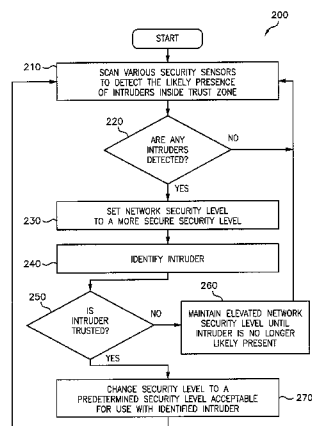 200
START
210
SCAN VARIOUS SECURITY SENSORS
TO DETECT THE LIKELY PRESENCE
OF INTRUDERS INSIDE TRUST ZONE
220
ARE ANY
INTRUDERS
DETECTED?
NO
YES
230
SET NETWORK SECURITY LEVEL
TO A MORE SECURE SECURITY LEVEL
240
IDENTIFY INTRUDER
250
IS
INTRUDER
TRUSTED?
NO
260
MAINTAIN ELEVATED NETWORK
SECURITY LEVEL UNTIL
INTRUDER IS NO LONGER
LIKELY PRESENT
YES
CHANGE SECURITY LEVEL TO A
PREDETERMINED SECURITY LEVEL ACCEPTABLE
FOR USE WITH IDENTIFIED INTRUDER
270